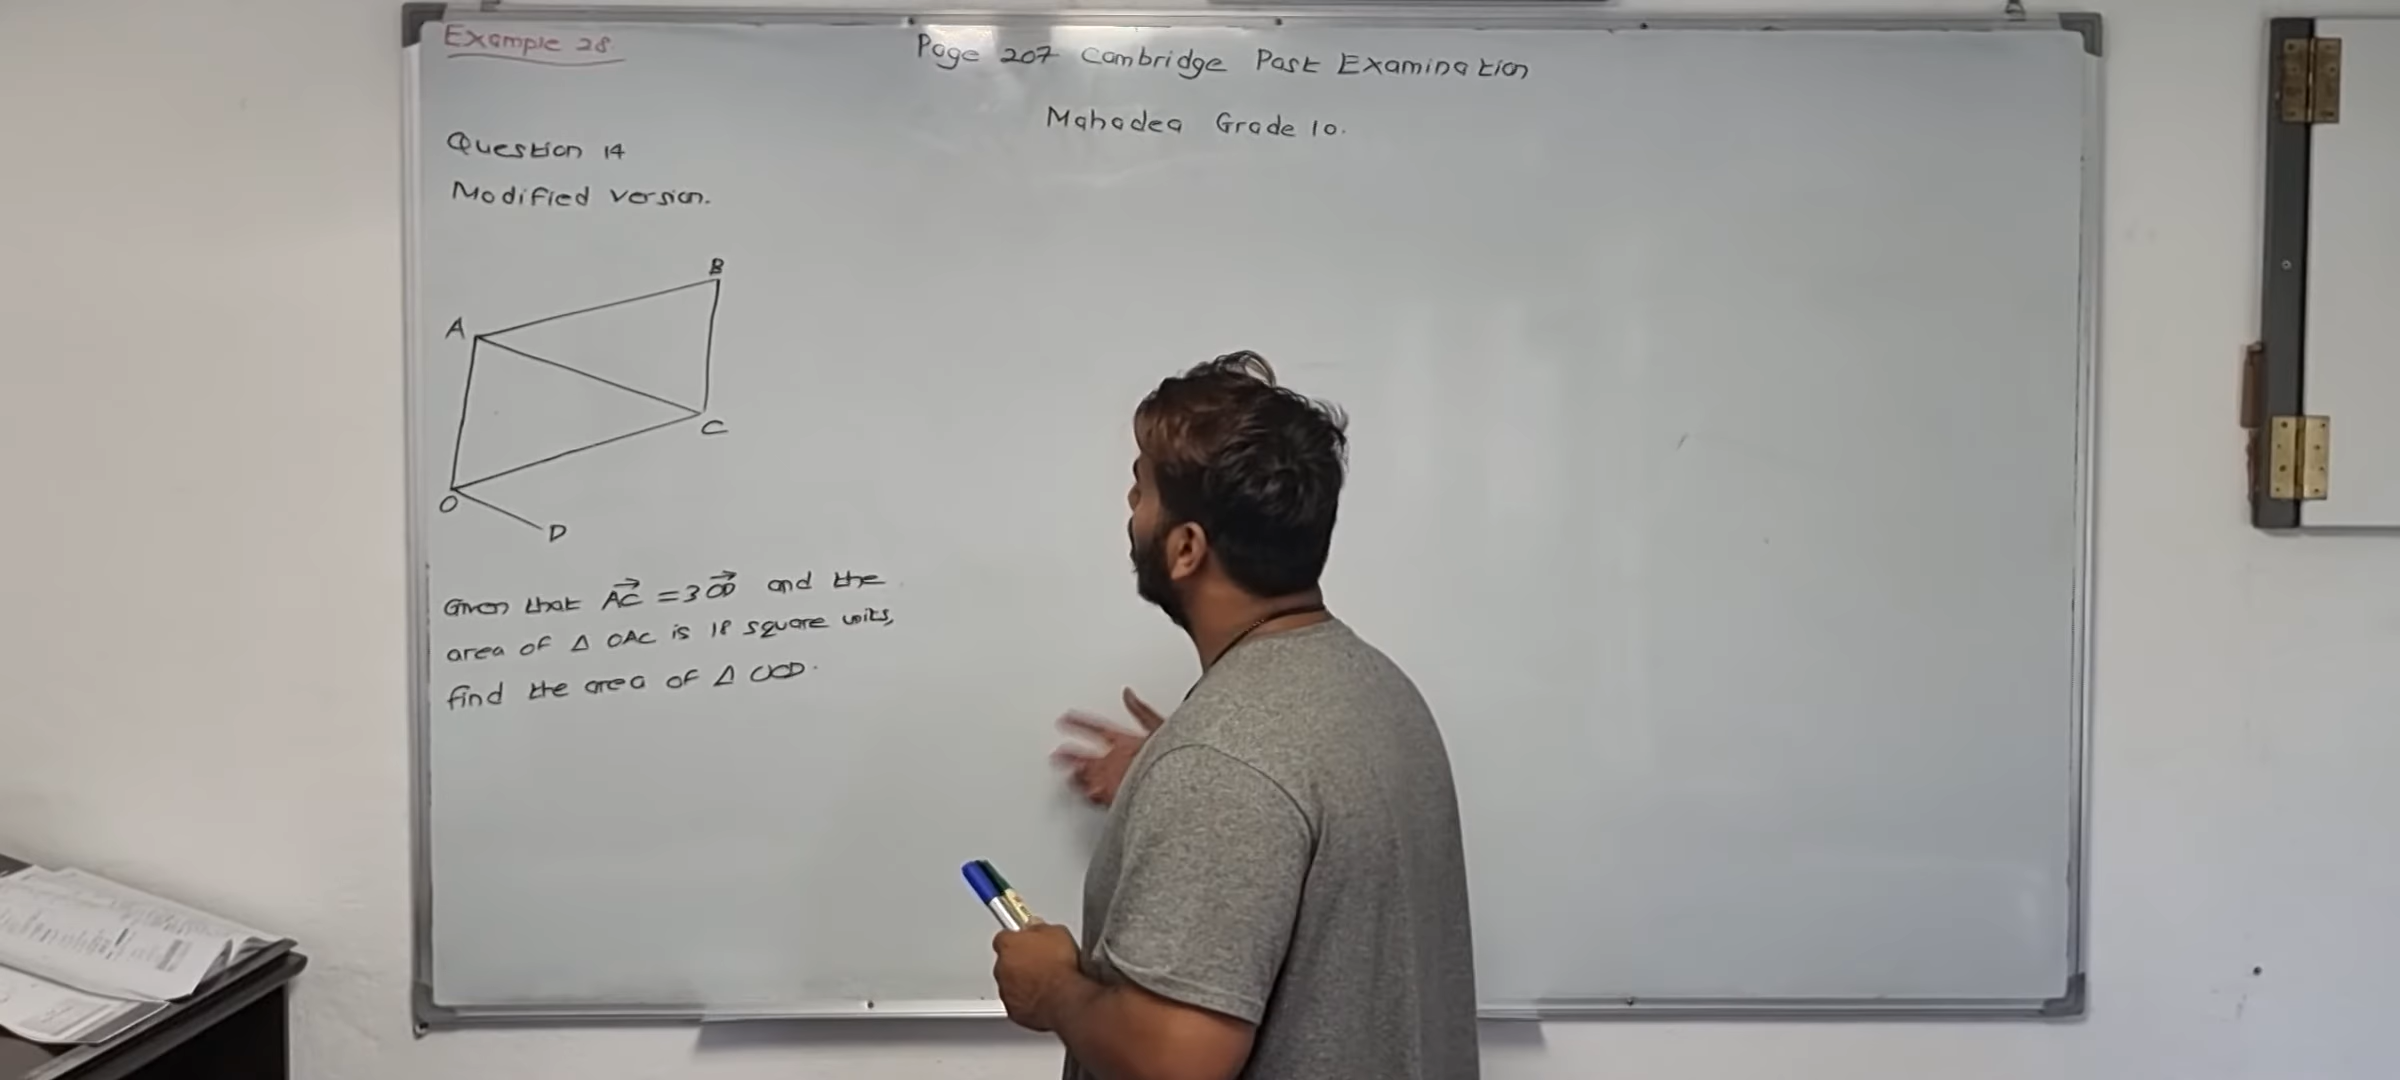 Example 28.
Page 207 Cambridge Past Examination
Mahadea Grade 10.
Question 14
Modified version.
B
A
C
O
D
Given that AC = 3 OD and the
area of Δ OAC is 18 square units,
find the area of Δ OCD.